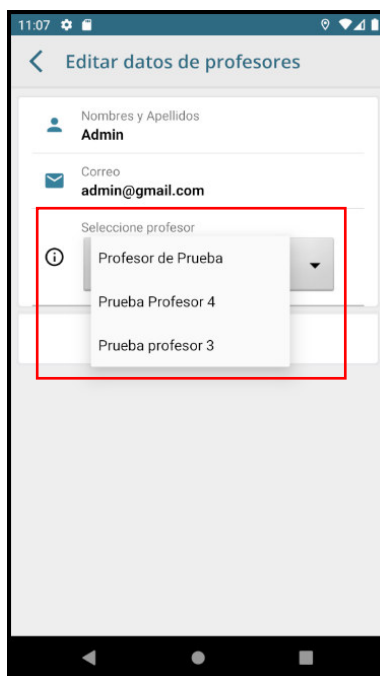 11:07
Editar datos de profesores
Nombres y Apellidos
Admin
Correo
admin@gmail.com
Seleccione profesor
Profesor de Prueba
Prueba Profesor 4
Prueba profesor 3